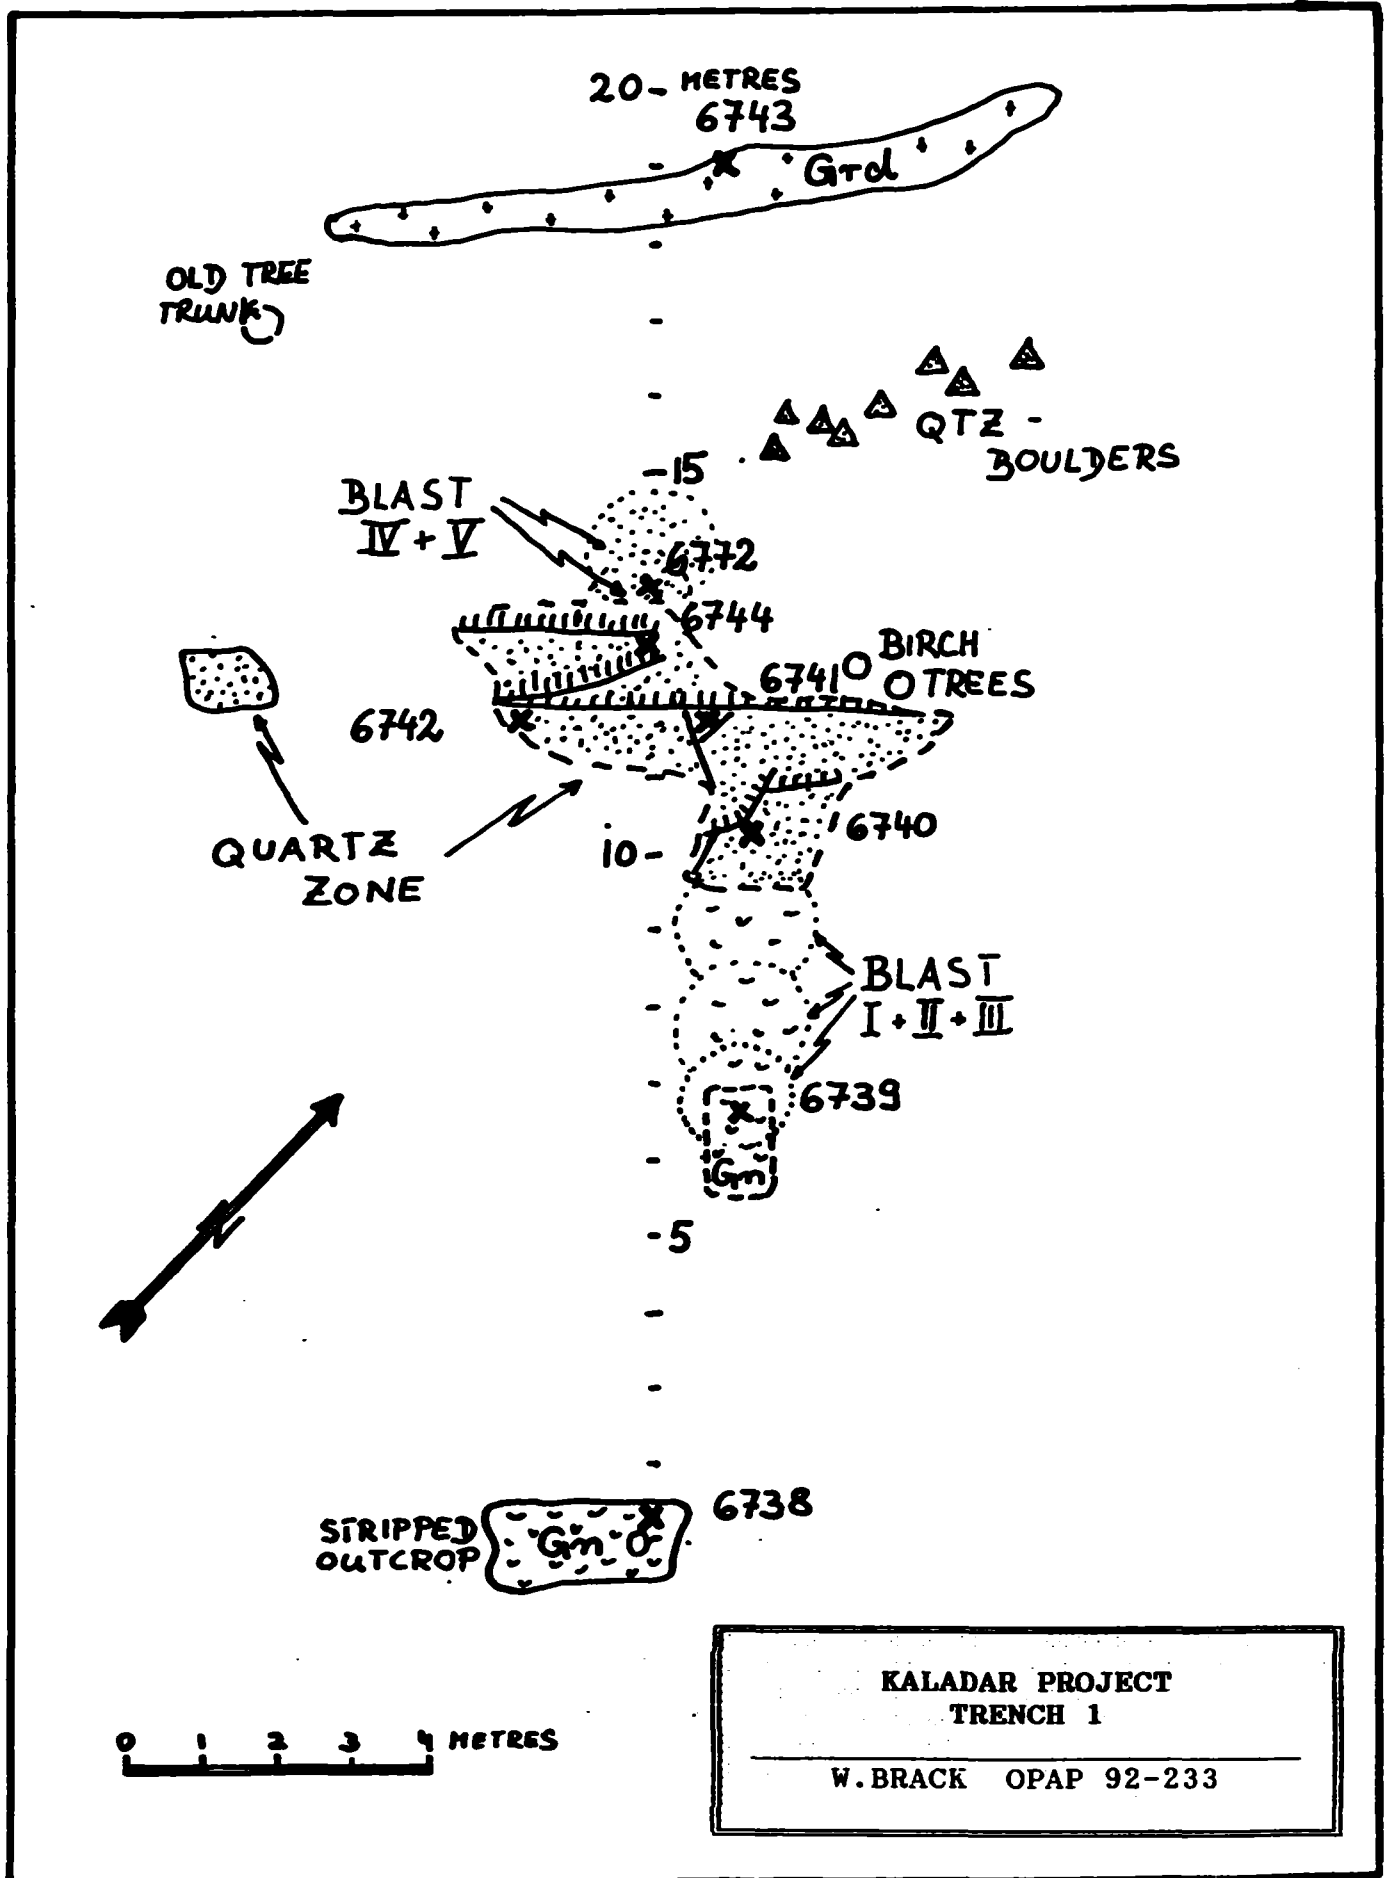 20- METRES
6743
Grd
OLD TREE
TRUNK
QTZ -
BOULDERS
-15
BLAST
IV + V
6772
6744
BIRCH
TREES
6741
6742
6740
QUARTZ
ZONE
10-
BLAST
I + II + III
6739
Gn
-5
N
6738
STRIPPED
OUTCROP
Gn
0 1 2 3 4 METRES
KALADAR PROJECT
TRENCH 1
W.BRACK OPAP 92-233